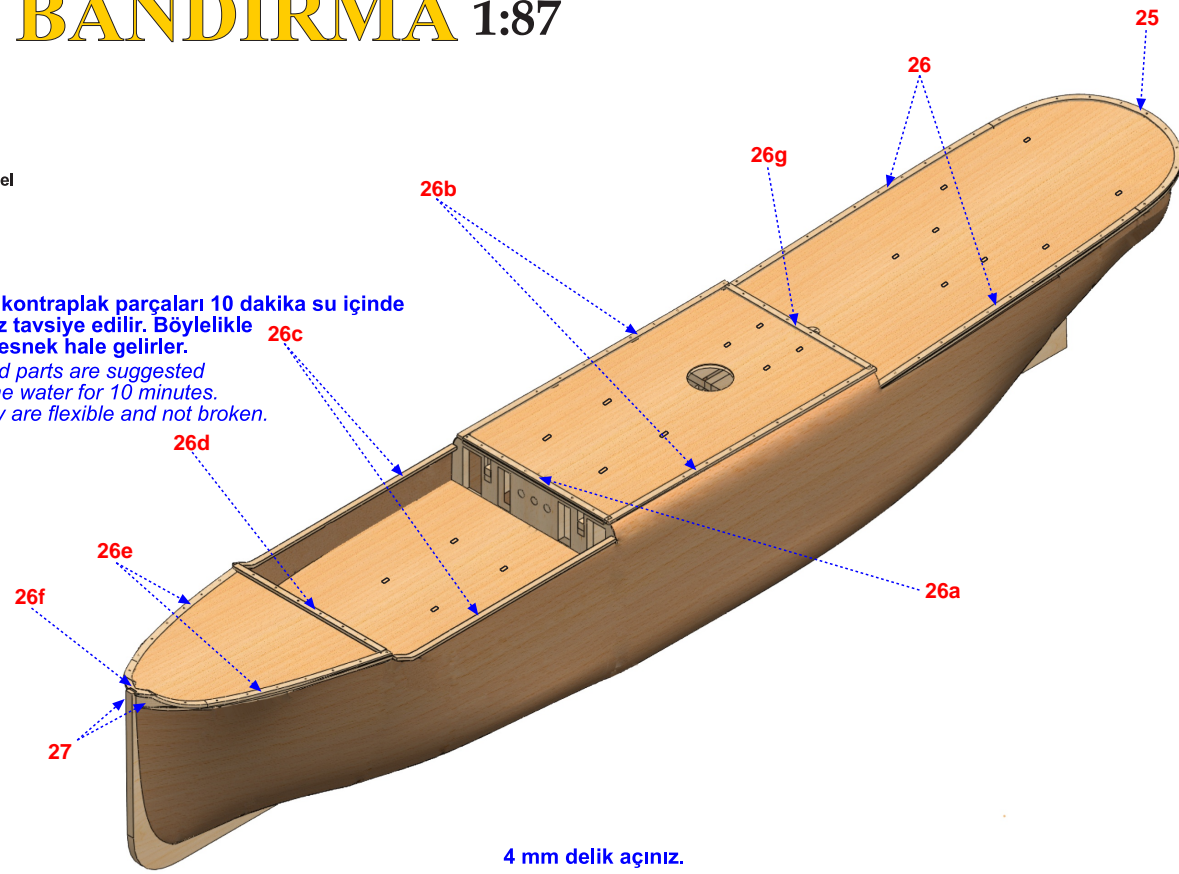 BANDIRMA 1:87
25
26
26g
el
26b
kontraplak parçaları 10 dakika su içinde
z tavsiye edilir. Böylelikle
26c
esnek hale gelirler.
d parts are suggested
e water for 10 minutes.
y are flexible and not broken.
26d
26e
26f
26a
27
4 mm delik açınız.